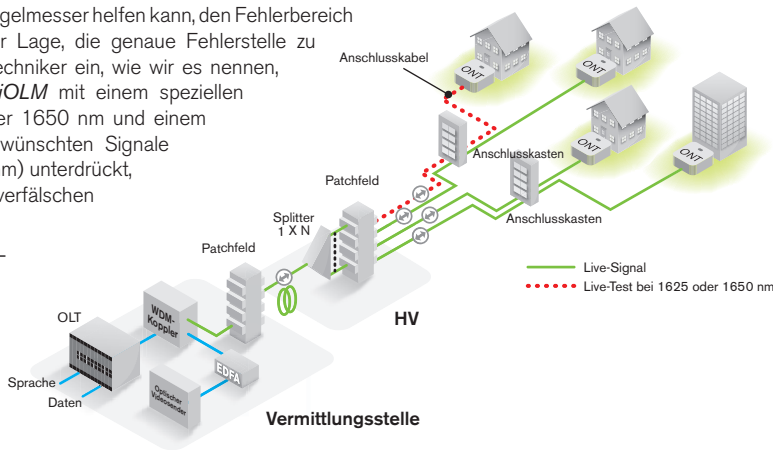 gelmesser helfen kann, den Fehlerbereich
r Lage, die genaue Fehlerstelle zu
echniker ein, wie wir es nennen,
iOLM mit einem speziellen
er 1650 nm und einem
wünschten Signale
m) unterdrückt,
verfälschen
Anschlusskabel
ONT
ONT
Anschlusskasten
ONT
ONT
Patchfeld
Anschlusskasten
Splitter
1 X N
Patchfeld
Live-Signal
Live-Test bei 1625 oder 1650 nm
HV
OLT
WDM-
Koppler
EDFA
Sprache
Daten
Optischer
Videosender
Vermittlungsstelle